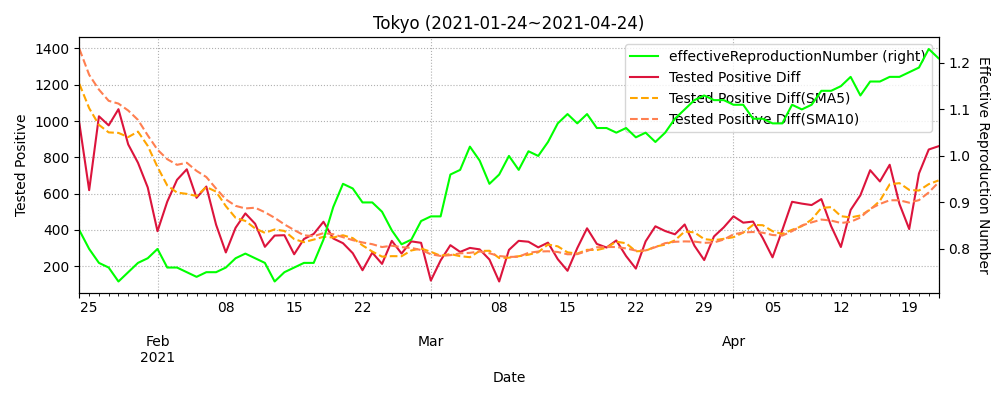 Tokyo (2021-01-24~2021-04-24)
1400
1200
1000
800
600
400
200
Tested Positive
effectiveReproductionNumber (right)
Tested Positive Diff
Tested Positive Diff(SMA5)
Tested Positive Diff(SMA10)
1.2
1.1
1.0
0.9
0.8
Effective Reproduction Number
25 08 15 22 08 15 22 29 05 12 19
Feb Mar Apr
2021
Date